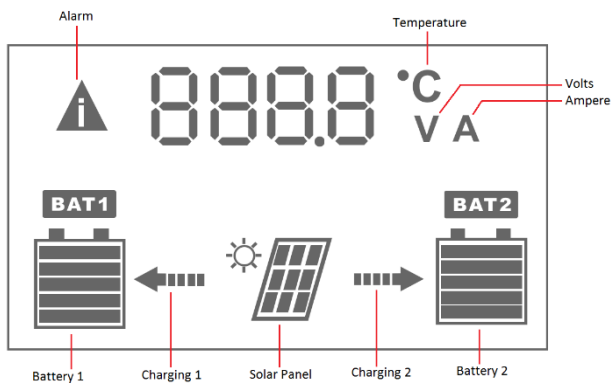 Alarm
Temperature
888.8 °C
i
Volts
V A
Ampere
BAT1
BAT2
Battery 1
Charging 1
Solar Panel
Charging 2
Battery 2